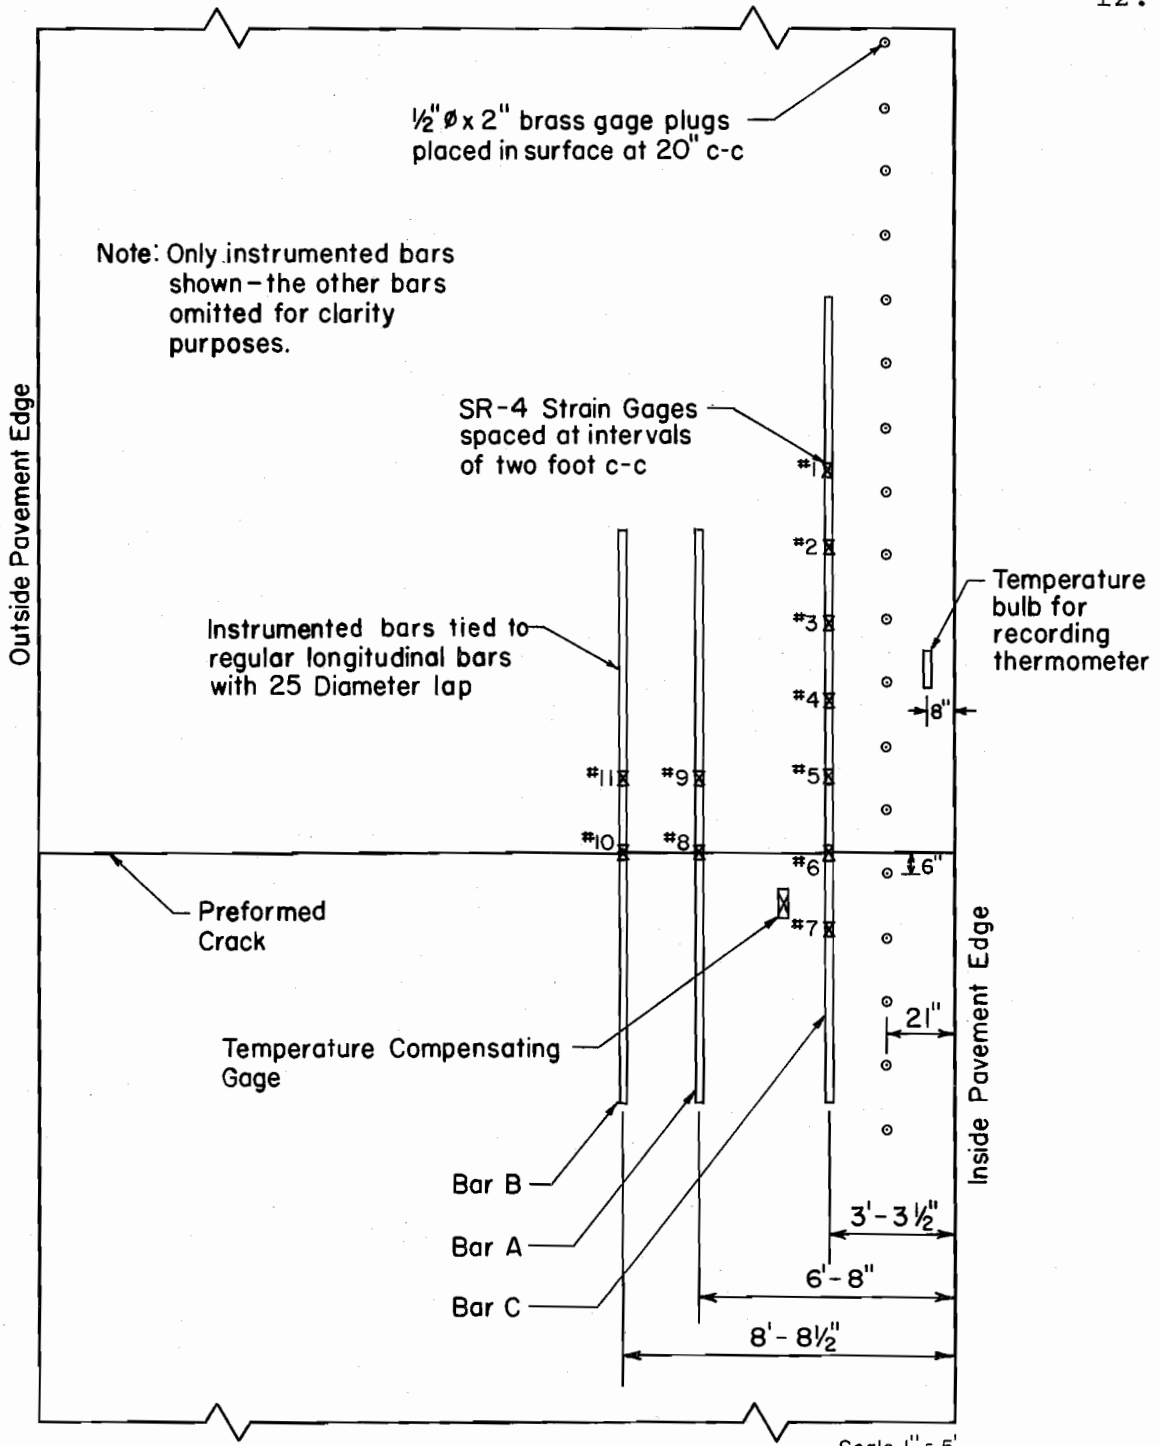 12.
½"ø x 2" brass gage plugs
placed in surface at 20" c-c
Note: Only instrumented bars
shown-the other bars
omitted for clarity
purposes.
Outside Pavement Edge
SR-4 Strain Gages
spaced at intervals
of two foot c-c
#1
#2
#3
#4
#5
Temperature
bulb for
recording
thermometer
8"
Instrumented bars tied to
regular longitudinal bars
with 25 Diameter lap
#11
#9
#10
#8
#6
6"
#7
Preformed
Crack
Inside Pavement Edge
21"
Temperature Compensating
Gage
Bar B
Bar A
Bar C
3'-3½"
6'-8"
8'-8½"
Scale 1" = 5'